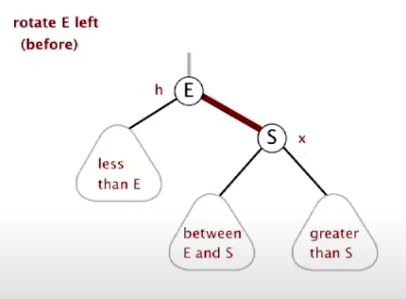 rotate E left
(before)
h
E
S
x
less
than E
between
E and S
greater
than S